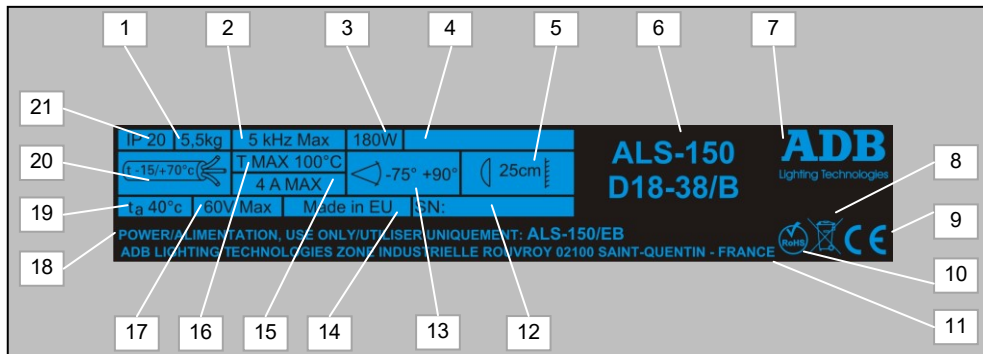 1 2 3 4 5 6 7
21 IP 20 5,5kg 5 kHz Max 180W
20 t -15/+70°c T MAX 100°C -75° +90° 25cm ALS-150 ADB
4 A MAX D18-38/B Lighting Technologies 8
19 ta 40°c 60V Max Made in EU SN: 9
18 POWER/ALIMENTATION, USE ONLY/UTILISER UNIQUEMENT: ALS-150/EB RoHS CE
ADB LIGHTING TECHNOLOGIES ZONE INDUSTRIELLE ROUVROY 02100 SAINT-QUENTIN - FRANCE 10
17 16 15 14 13 12 11